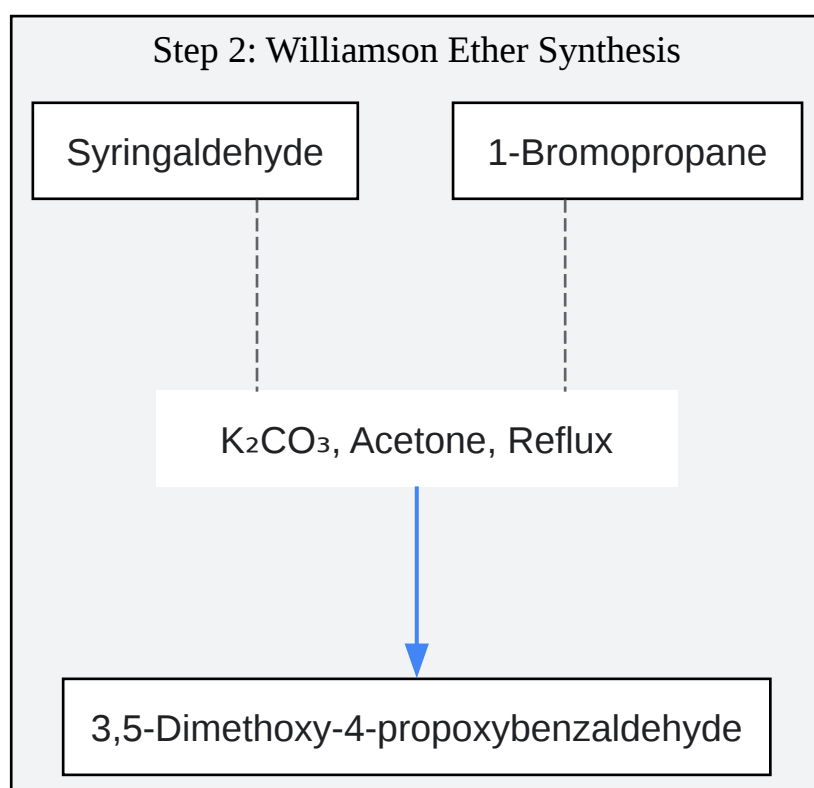 Step 2: Williamson Ether Synthesis
Syringaldehyde
1-Bromopropane
K₂CO₃, Acetone, Reflux
3,5-Dimethoxy-4-propoxybenzaldehyde